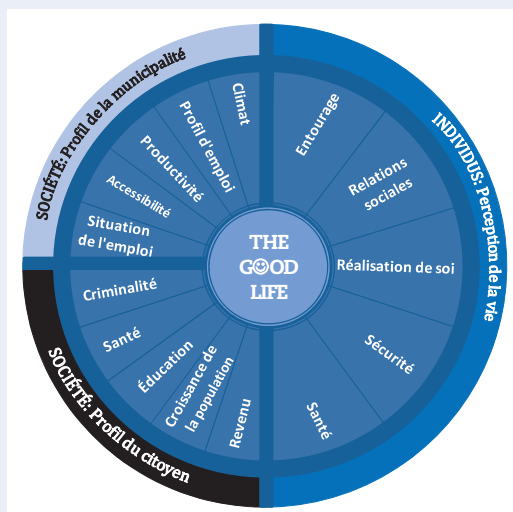 THE
GOOD
LIFE
INDIVIDUS: Perception de la vie
Entourage
Relations
sociales
Réalisation de soi
Sécurité
Santé
SOCIÉTÉ: Profil du citoyen
Revenu
Croissance de
la population
Éducation
Santé
Criminalité
SOCIÉTÉ: Profil de la municipalité
Situation
de l'emploi
Accessibilité
Productivité
Profil d'emploi
Climat